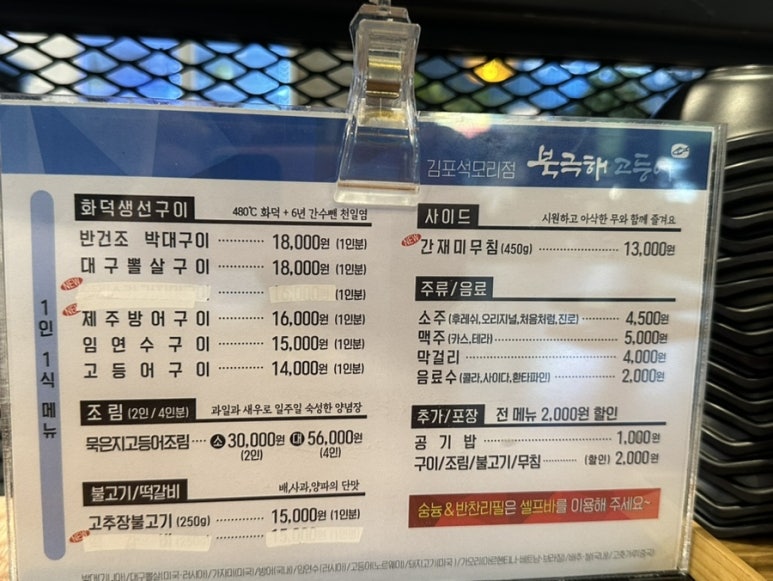 김포석모리점 북극해 고등어
1인 1식 메뉴
화덕생선구이 480℃ 화덕 + 6년 간수뺀 천일염
반건조 박대구이 18,000원 (1인분)
대구뽈살구이 18,000원 (1인분)
NEW (1인분)
NEW 제주방어구이 16,000원 (1인분)
임연수구이 15,000원 (1인분)
고등어구이 14,000원 (1인분)
조림 (2인/4인분) 과일과 새우로 일주일 숙성한 양념장
묵은지고등어조림 소 30,000원 (2인) 대 56,000원 (4인)
불고기/떡갈비 배,사과,양파의 단맛
고추장불고기 (250g) 15,000원 (1인분)
NEW
사이드 시원하고 아삭한 무와 함께 즐겨요
NEW 간재미무침 (450g) 13,000원
주류/음료
소주 (후레쉬,오리지널,처음처럼,진로) 4,500원
맥주 (카스,테라) 5,000원
막걸리 4,000원
음료수 (콜라,사이다,환타파인) 2,000원
추가/포장 전 메뉴 2,000원 할인
공기밥 1,000원
구이/조림/불고기/무침 (할인) 2,000원
숭늉&반찬리필은 셀프바를 이용해 주세요~